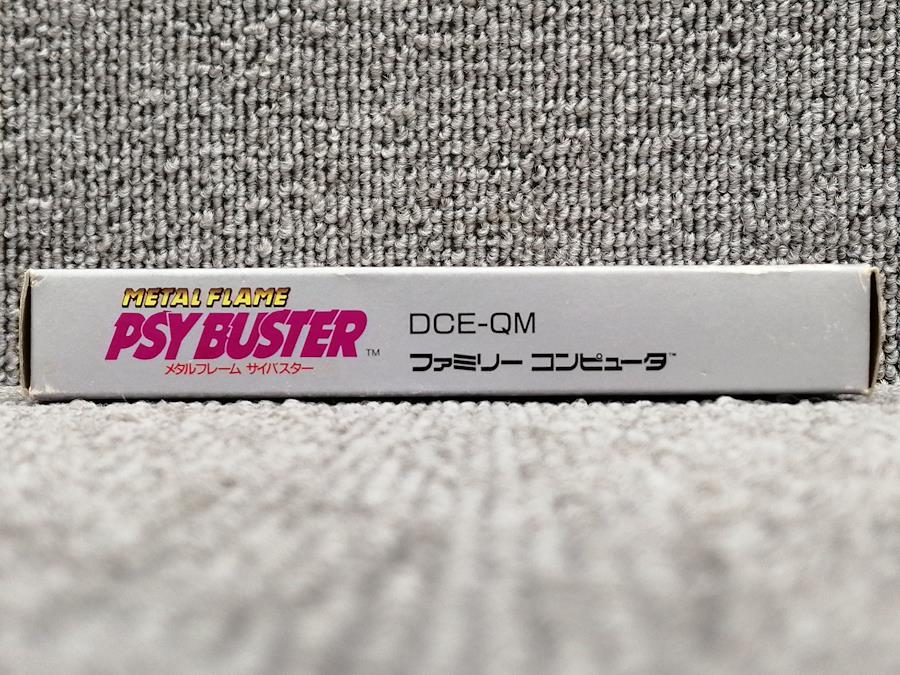 METAL FLAME
PSY BUSTER TM
メタルフレーム サイバスター
DCE-QM
ファミリー コンピュータ™